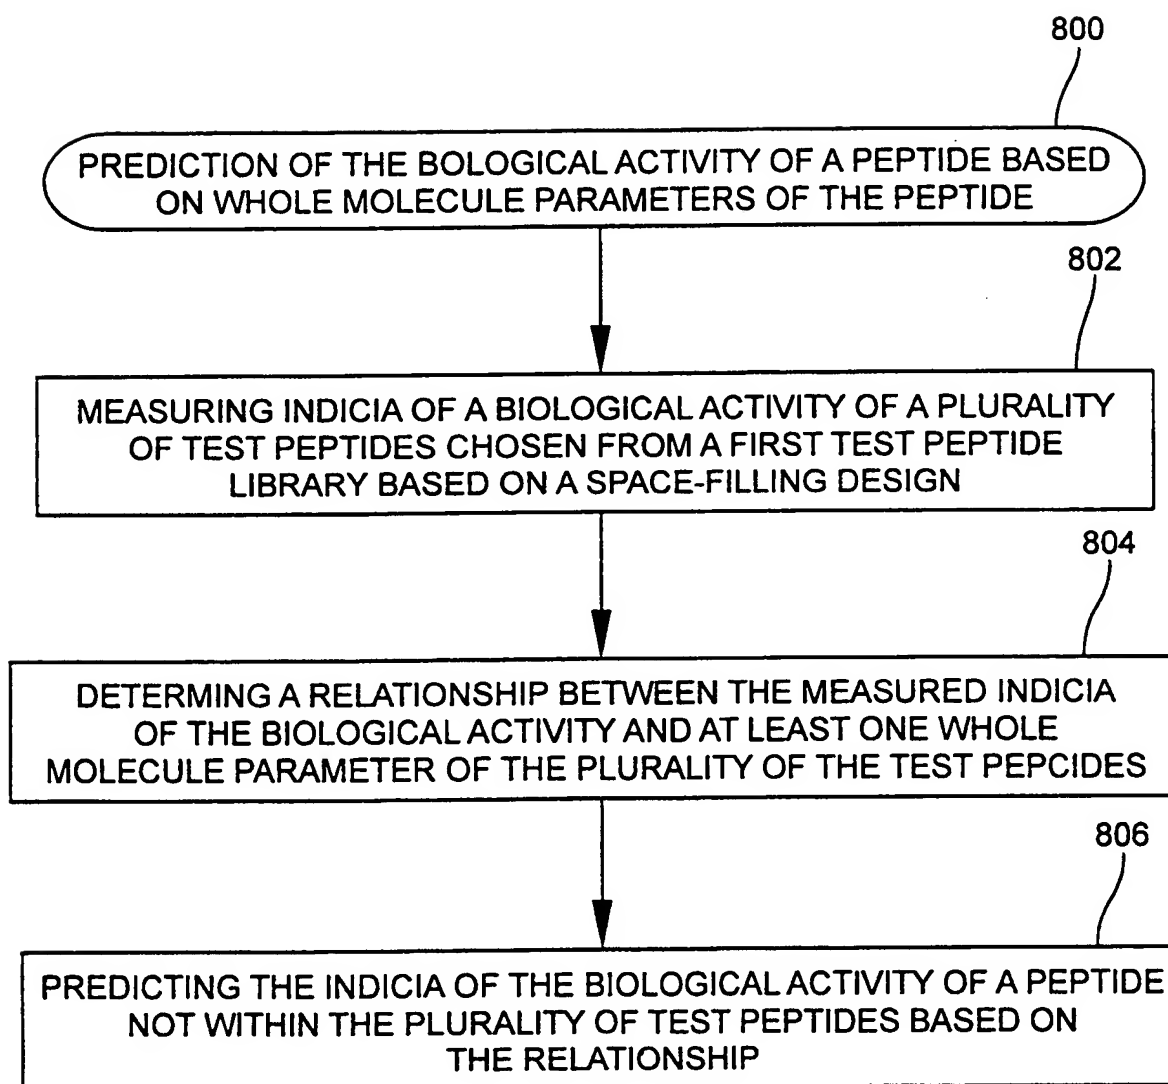 800
PREDICTION OF THE BOLOGICAL ACTIVITY OF A PEPTIDE BASED
ON WHOLE MOLECULE PARAMETERS OF THE PEPTIDE
802
MEASURING INDICIA OF A BIOLOGICAL ACTIVITY OF A PLURALITY
OF TEST PEPTIDES CHOSEN FROM A FIRST TEST PEPTIDE
LIBRARY BASED ON A SPACE-FILLING DESIGN
804
DETERMING A RELATIONSHIP BETWEEN THE MEASURED INDICIA
OF THE BIOLOGICAL ACTIVITY AND AT LEAST ONE WHOLE
MOLECULE PARAMETER OF THE PLURALITY OF THE TEST PEPCIDES
806
PREDICTING THE INDICIA OF THE BIOLOGICAL ACTIVITY OF A PEPTIDE
NOT WITHIN THE PLURALITY OF TEST PEPTIDES BASED ON
THE RELATIONSHIP